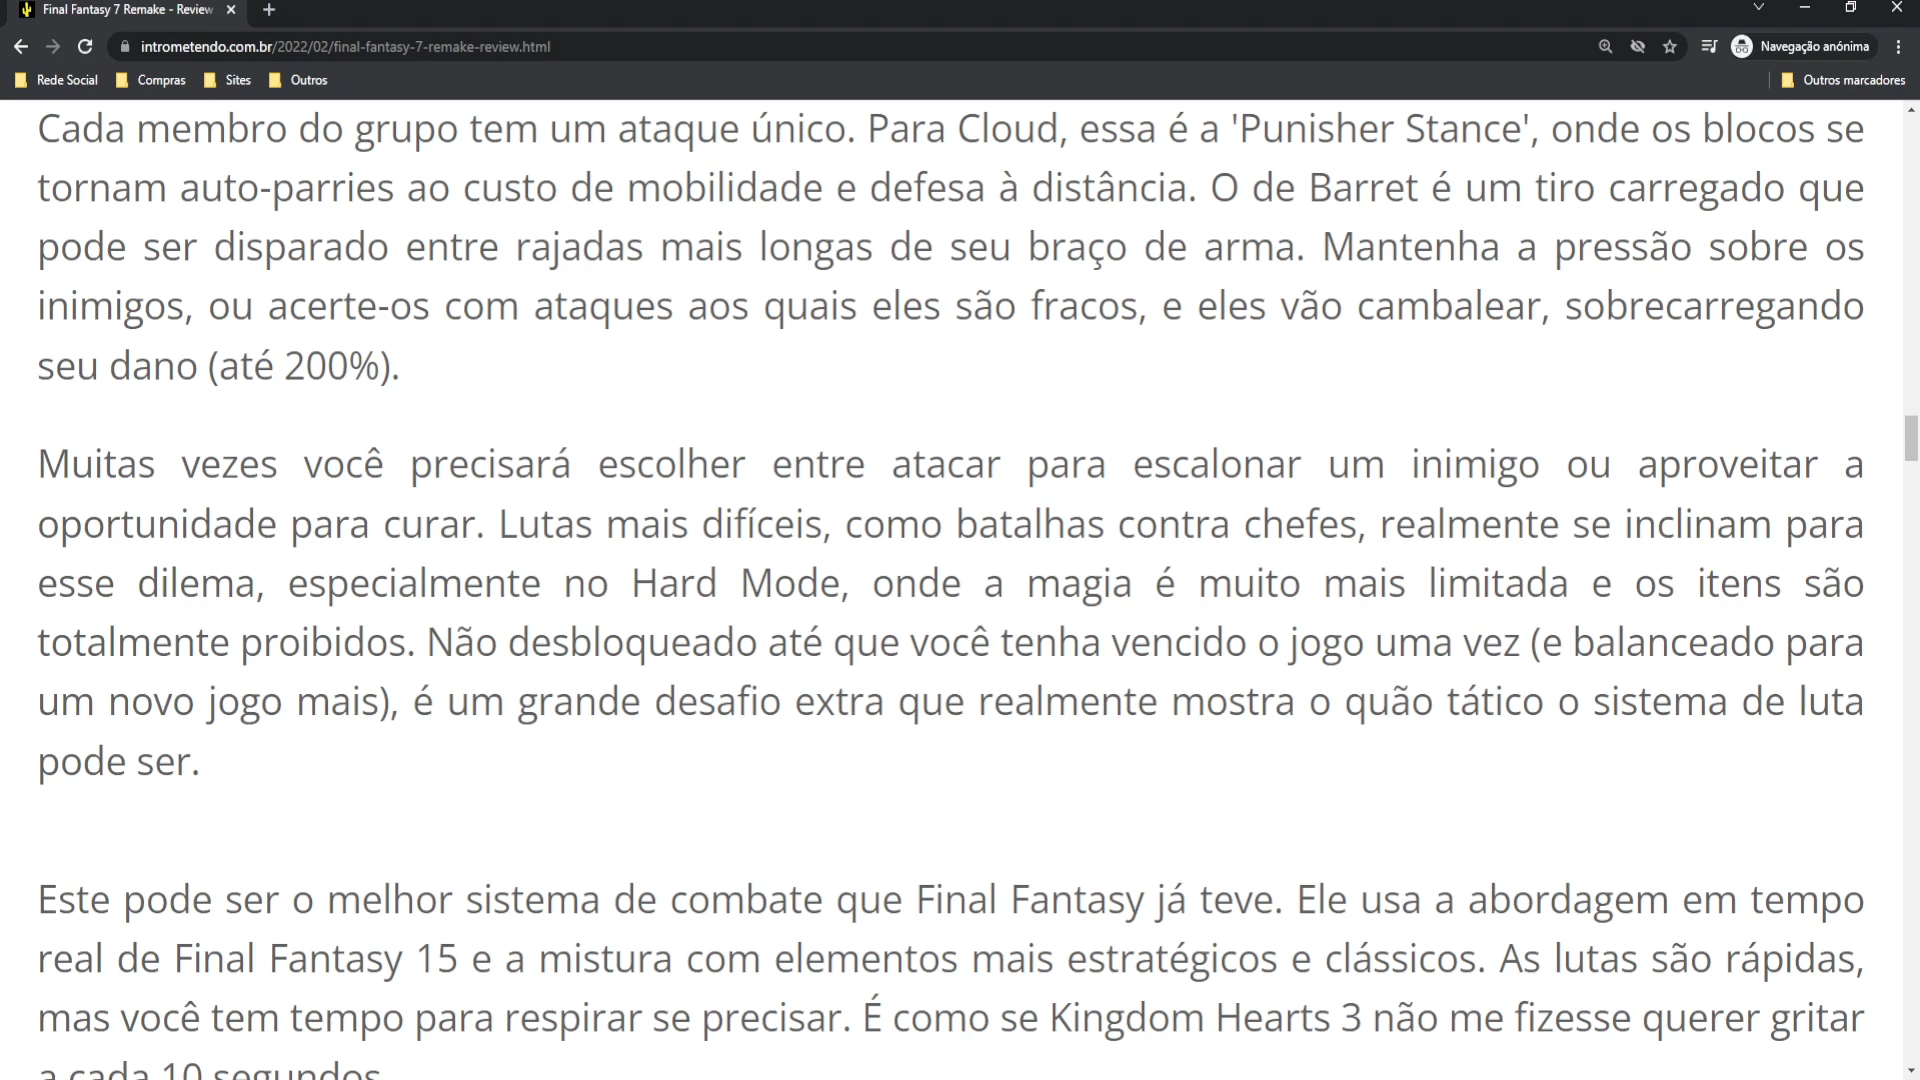 Final Fantasy 7 Remake - Review
intrometendo.com.br/2022/02/final-fantasy-7-remake-review.html
Navegação anónima
Rede Social
Compras
Sites
Outros
Outros marcadores
Cada membro do grupo tem um ataque único. Para Cloud, essa é a 'Punisher Stance', onde os blocos se
tornam auto-parries ao custo de mobilidade e defesa à distância. O de Barret é um tiro carregado que
pode ser disparado entre rajadas mais longas de seu braço de arma. Mantenha a pressão sobre os
inimigos, ou acerte-os com ataques aos quais eles são fracos, e eles vão cambalear, sobrecarregando
seu dano (até 200%).
Muitas vezes você precisará escolher entre atacar para escalonar um inimigo ou aproveitar a
oportunidade para curar. Lutas mais difíceis, como batalhas contra chefes, realmente se inclinam para
esse dilema, especialmente no Hard Mode, onde a magia é muito mais limitada e os itens são
totalmente proibidos. Não desbloqueado até que você tenha vencido o jogo uma vez (e balanceado para
um novo jogo mais), é um grande desafio extra que realmente mostra o quão tático o sistema de luta
pode ser.
Este pode ser o melhor sistema de combate que Final Fantasy já teve. Ele usa a abordagem em tempo
real de Final Fantasy 15 e a mistura com elementos mais estratégicos e clássicos. As lutas são rápidas,
mas você tem tempo para respirar se precisar. É como se Kingdom Hearts 3 não me fizesse querer gritar
a cada 10 segundos.